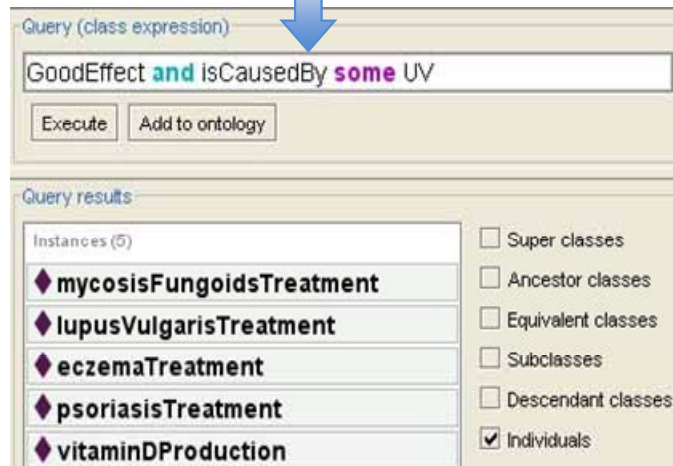 Query (class expression)
GoodEffect and isCausedBy some UV
Execute
Add to ontology
Query results
Instances (5)
mycosisFungoidsTreatment
lupusVulgarisTreatment
eczemaTreatment
psoriasisTreatment
vitaminDProduction
Super classes
Ancestor classes
Equivalent classes
Subclasses
Descendant classes
Individuals